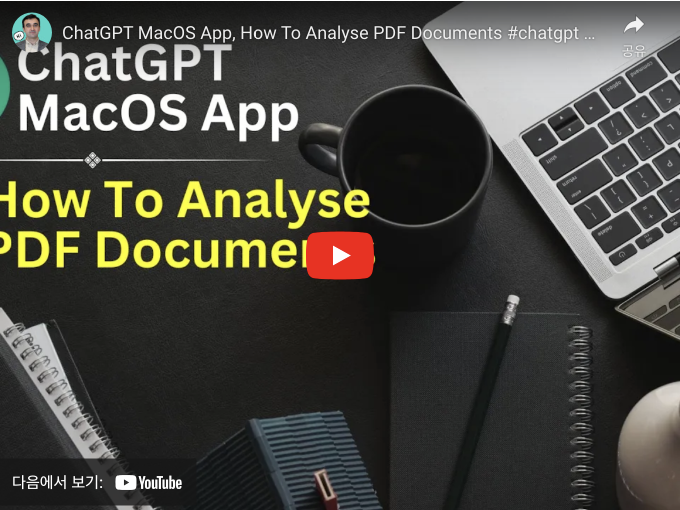 ChatGPT MacOS App, How To Analyse PDF Documents #chatgpt ...
공유
ChatGPT
MacOS App
How To Analyse
PDF Documents
다음에서 보기: YouTube